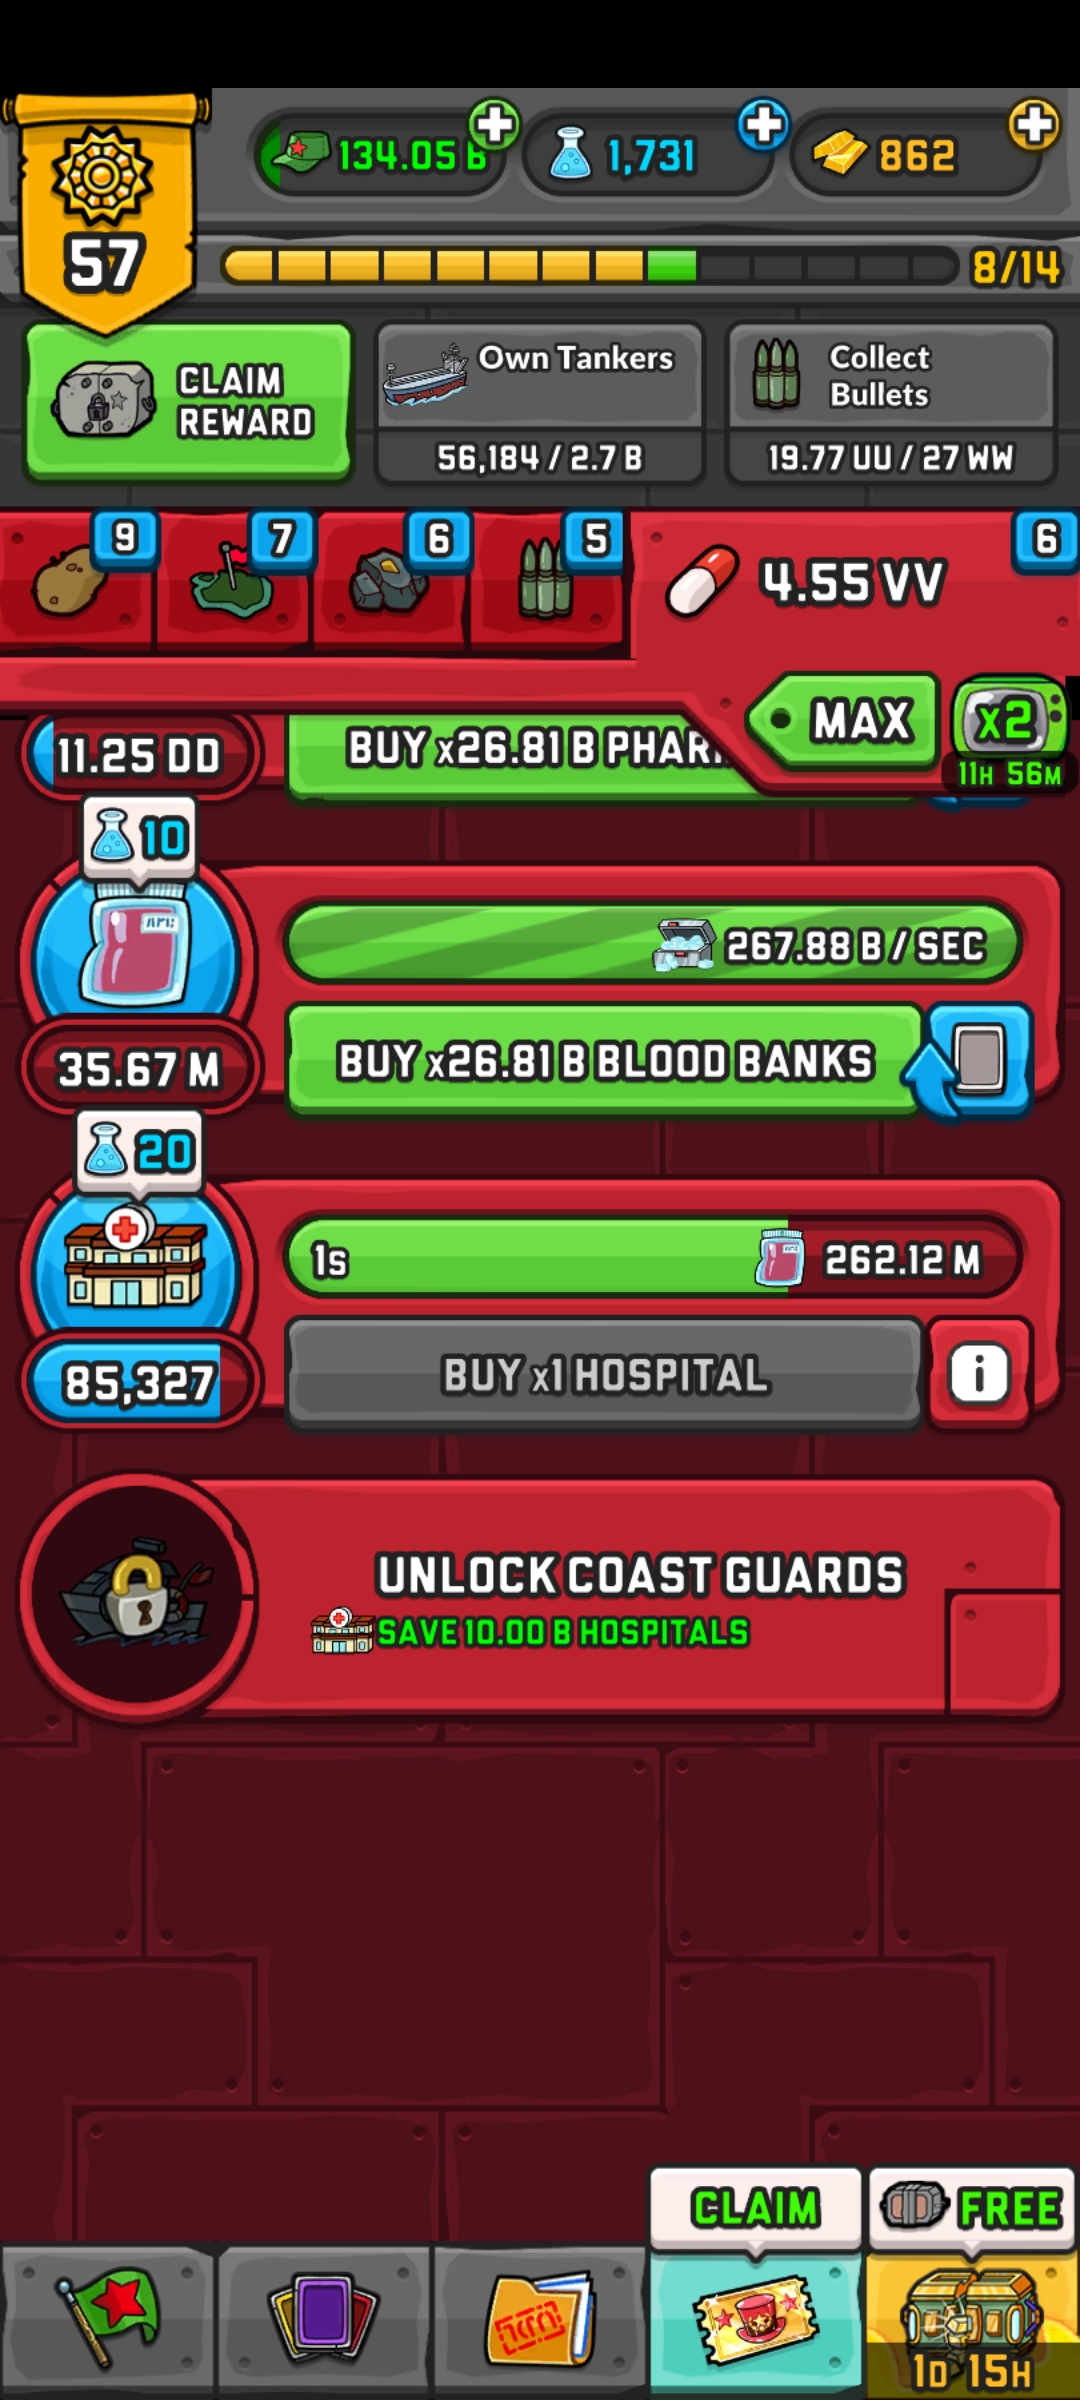 134.05 B
1,731
862
57
8/14
CLAIM
REWARD
Own Tankers
56,184 / 2.7 B
Collect
Bullets
19.77 UU / 27 WW
9
7
6
5
6
4.55 VV
MAX
x2
11H 56M
11.25 DD
BUY x26.81 B PHAR
10
267.88 B / SEC
35.67 M
BUY x26.81 B BLOOD BANKS
20
1s
262.12 M
85,327
BUY x1 HOSPITAL
i
UNLOCK COAST GUARDS
SAVE 10.00 B HOSPITALS
CLAIM
FREE
1D 15H